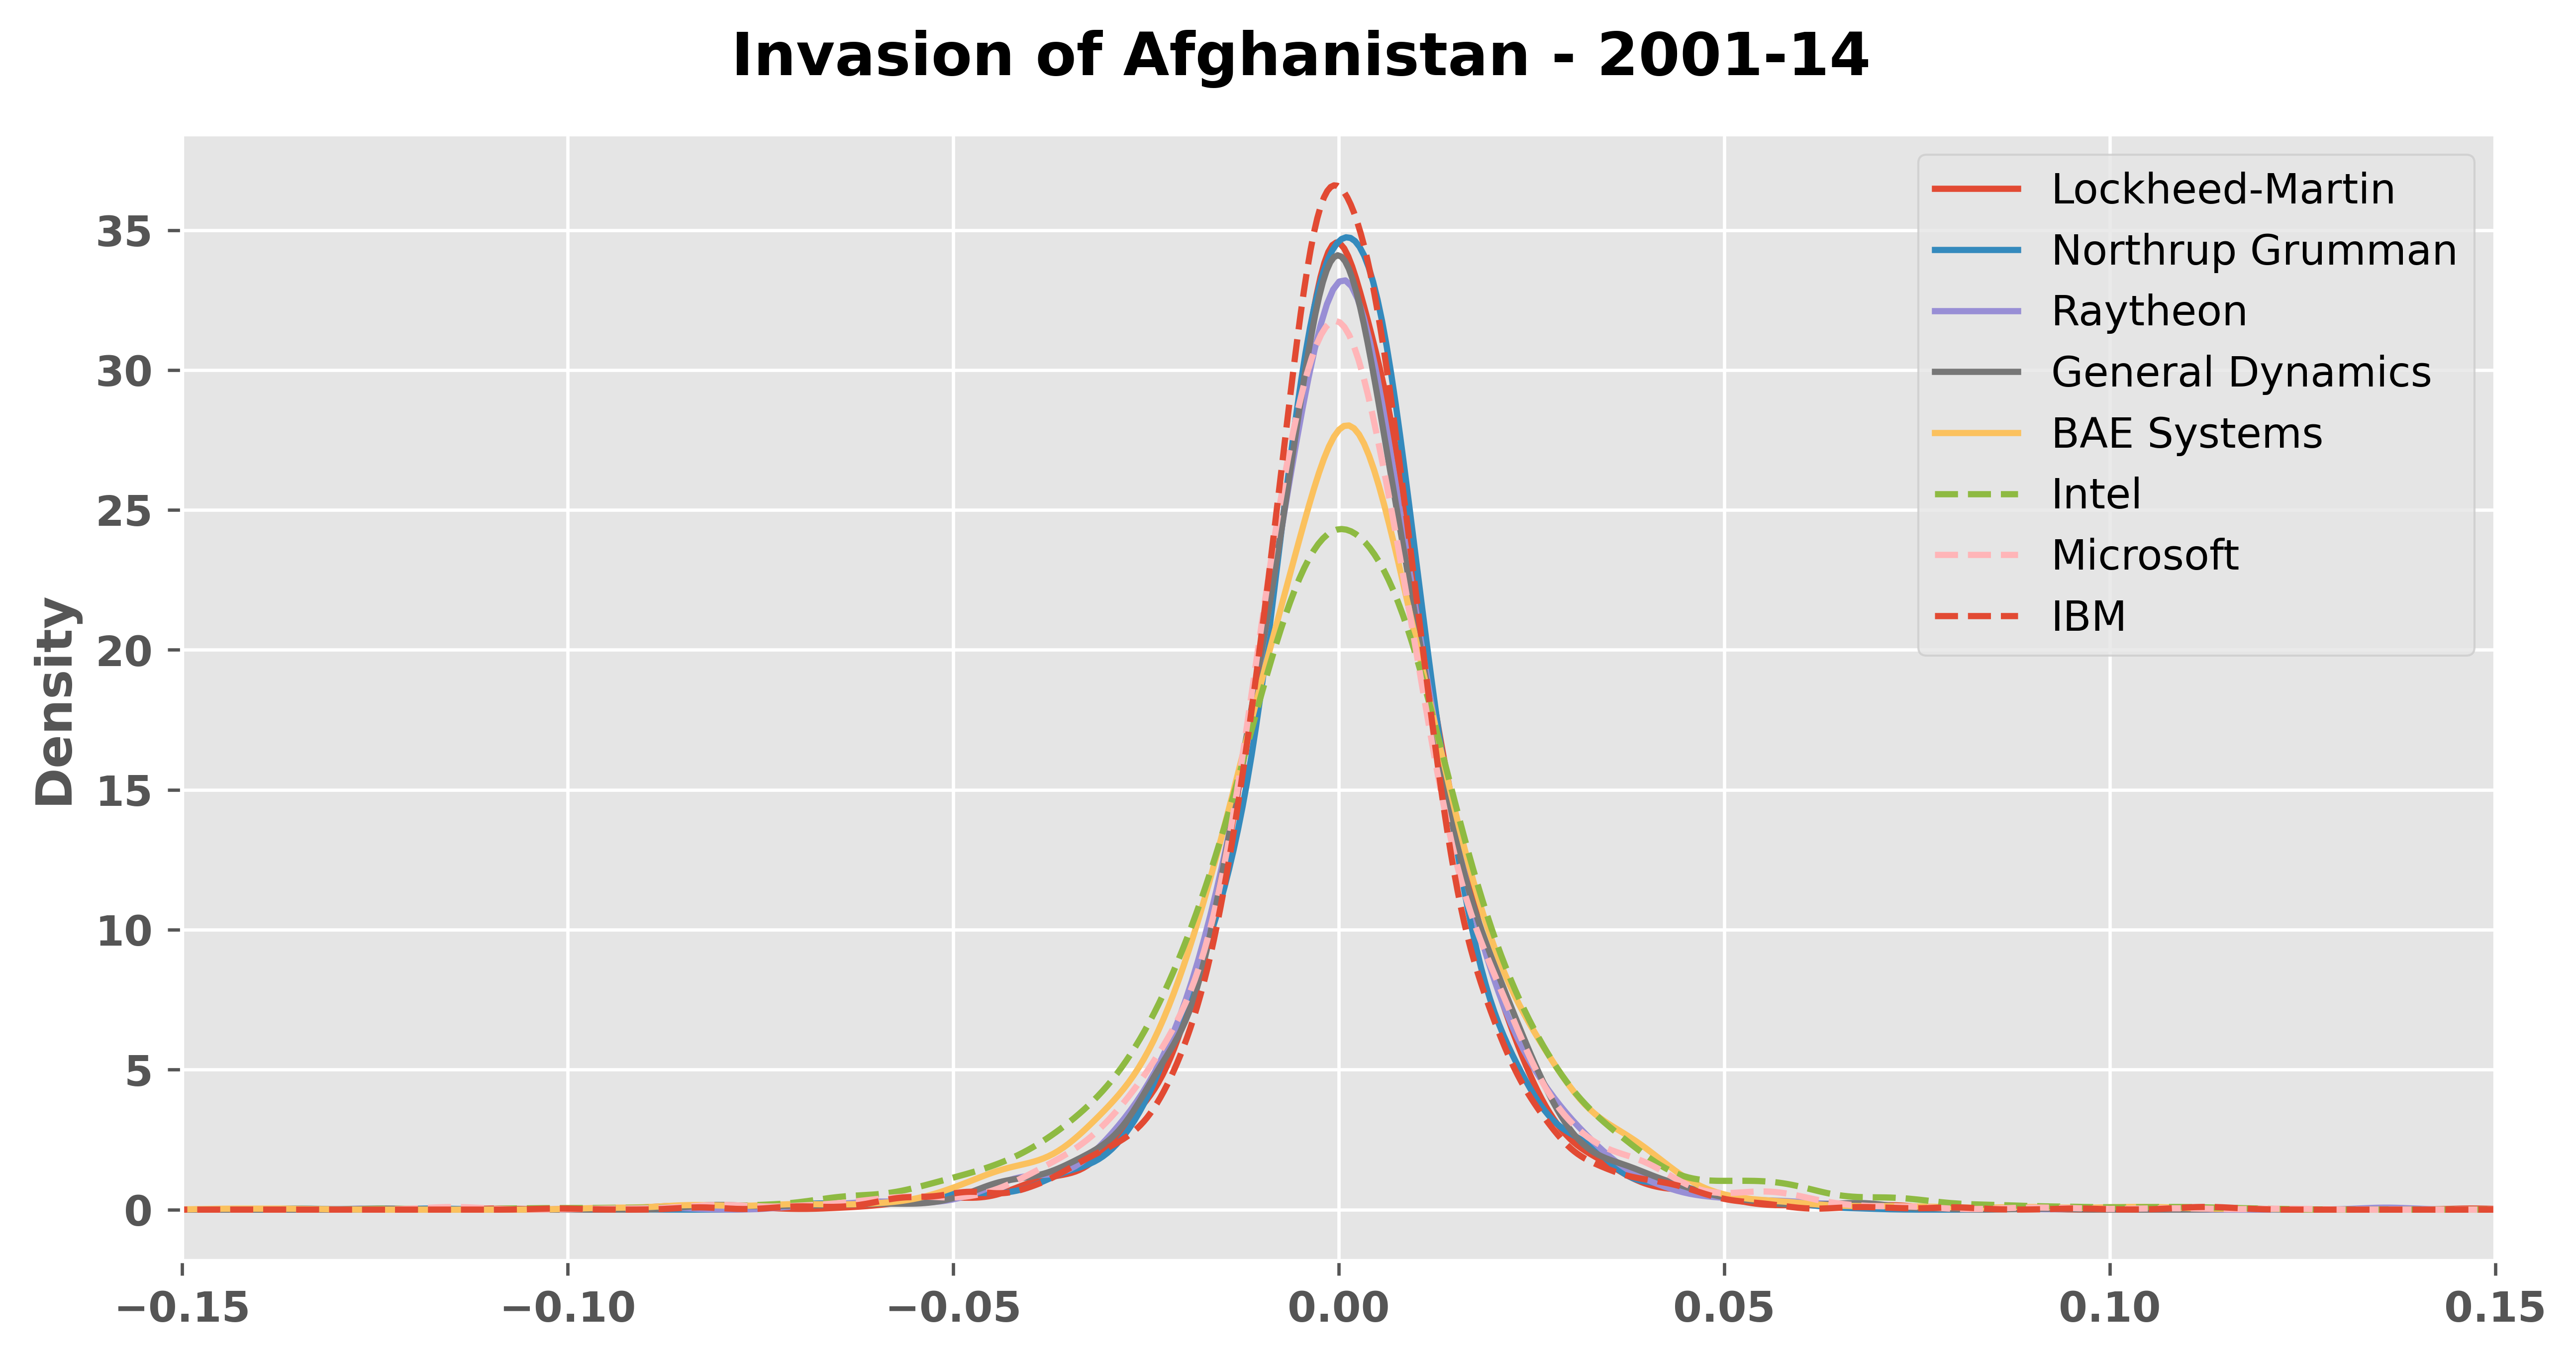 Invasion of Afghanistan - 2001-14
Density
35
30
25
20
15
10
5
0
−0.15
−0.10
−0.05
0.00
0.05
0.10
0.15
Lockheed-Martin
Northrup Grumman
Raytheon
General Dynamics
BAE Systems
Intel
Microsoft
IBM